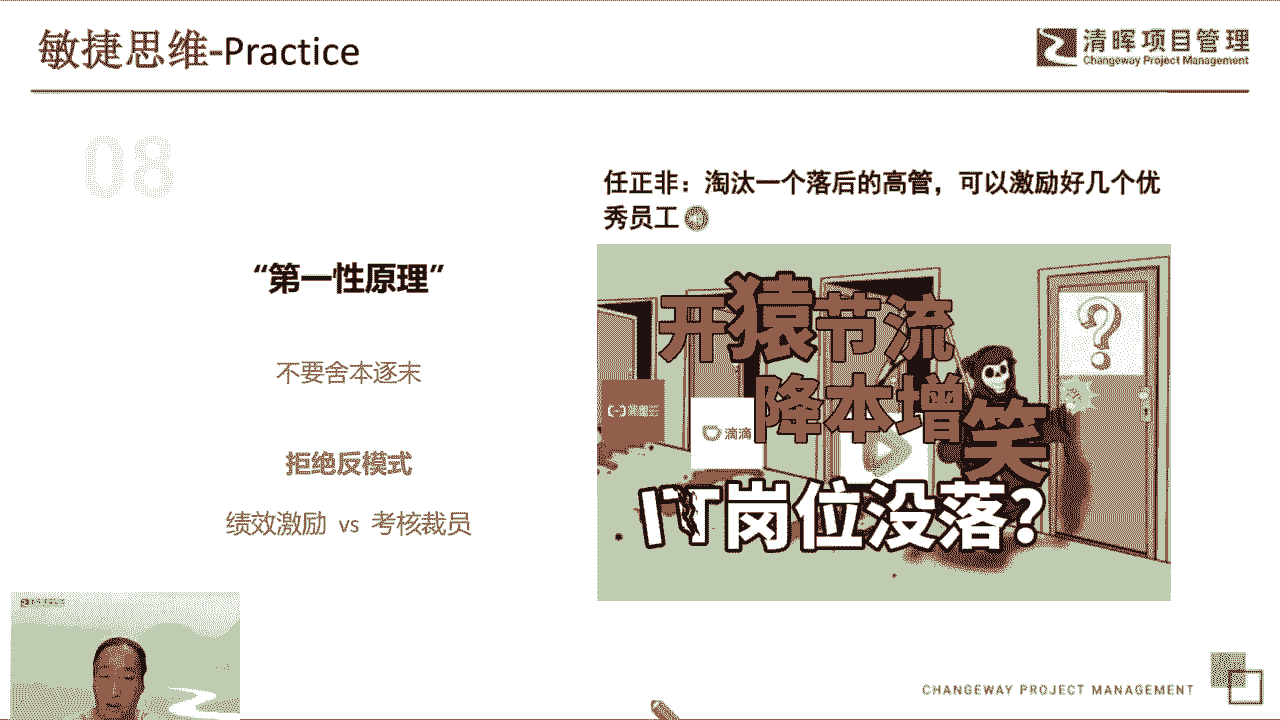 敏捷思维-Practice
清晖项目管理
Changeway Project Management
08
任正非：淘汰一个落后的高管，可以激励好几个优
秀员工
“第一性原理”
不要舍本逐末
拒绝反模式
绩效激励 vs 考核裁员
开猿节流
降本增笑
滴滴
IT岗位没落?
?
CHANGEWAY PROJECT MANAGEMENT